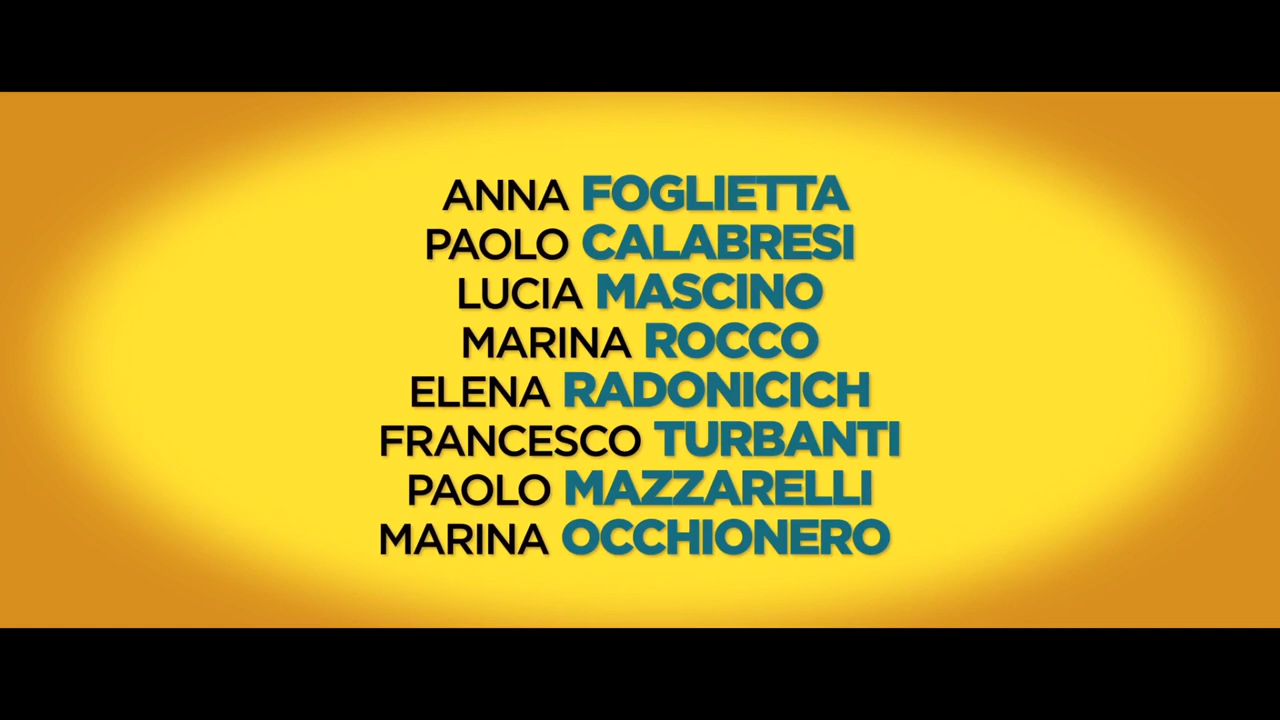 ANNA FOGLIETTA
PAOLO CALABRESI
LUCIA MASCINO
MARINA ROCCO
ELENA RADONICICH
FRANCESCO TURBANTI
PAOLO MAZZARELLI
MARINA OCCHIONERO